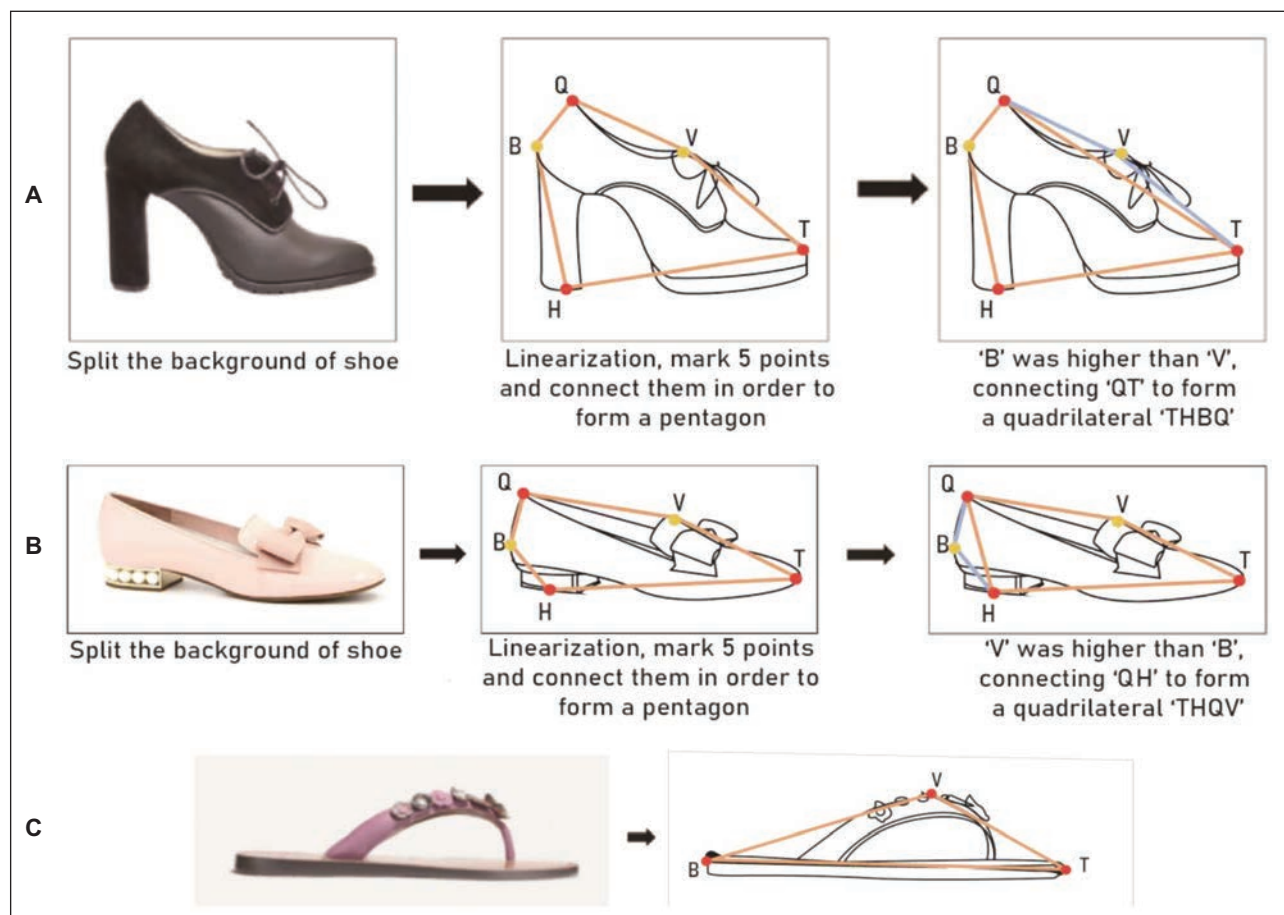 A
Q
V
B
T
H
Q
V
B
T
H
Split the background of shoe
Linearization, mark 5 points
and connect them in order to
form a pentagon
‘B’ was higher than ‘V’,
connecting ‘QT’ to form
a quadrilateral ‘THBQ’
B
Q
V
B
T
H
Q
V
B
T
H
Split the background of shoe
Linearization, mark 5 points
and connect them in order to
form a pentagon
‘V’ was higher than ‘B’,
connecting ‘QH’ to form
a quadrilateral ‘THQV’
C
V
B
T